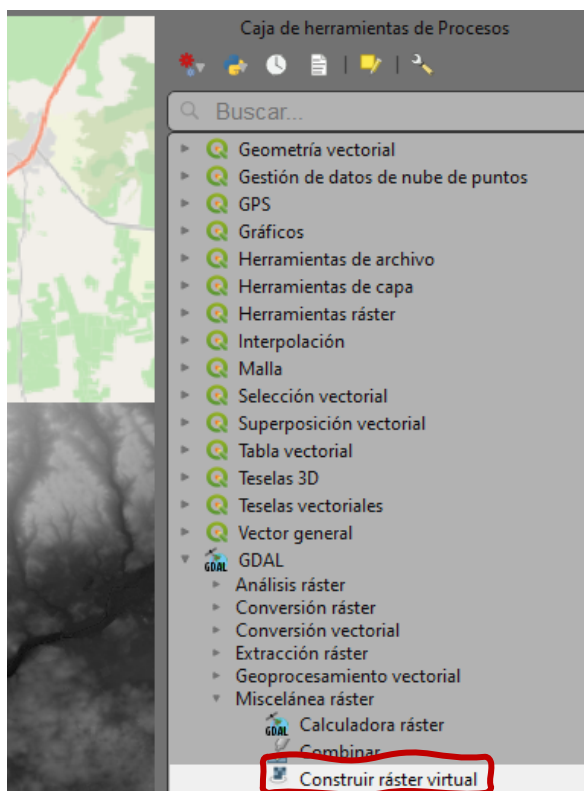 Caja de herramientas de Procesos
Buscar...
Geometría vectorial
Gestión de datos de nube de puntos
GPS
Gráficos
Herramientas de archivo
Herramientas de capa
Herramientas ráster
Interpolación
Malla
Selección vectorial
Superposición vectorial
Tabla vectorial
Teselas 3D
Teselas vectoriales
Vector general
GDAL GDAL
Análisis ráster
Conversión ráster
Conversión vectorial
Extracción ráster
Geoprocesamiento vectorial
Miscelánea ráster
GDAL Calculadora ráster
Combinar
Construir ráster virtual